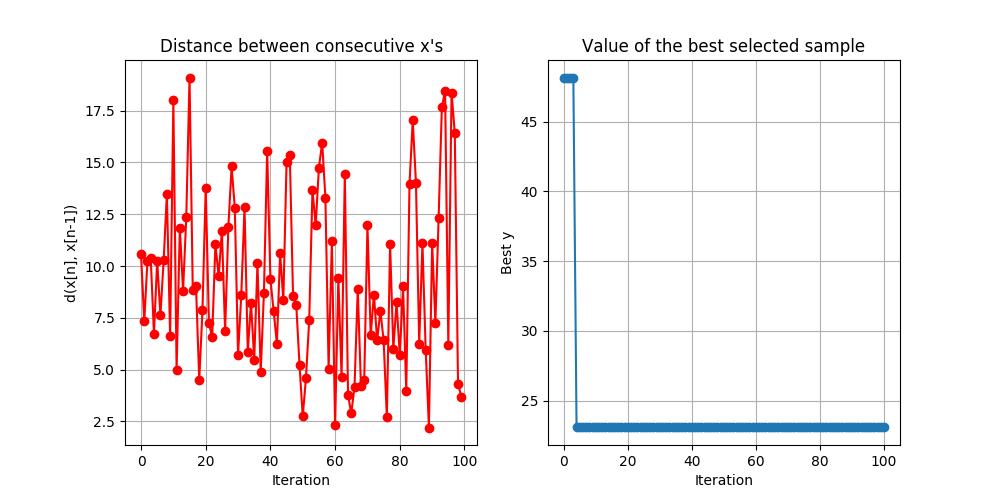 Distance between consecutive x's
d(x[n], x[n-1])
17.5
15.0
12.5
10.0
7.5
5.0
2.5
0 20 40 60 80 100
Iteration
Value of the best selected sample
Best y
45
40
35
30
25
0 20 40 60 80 100
Iteration